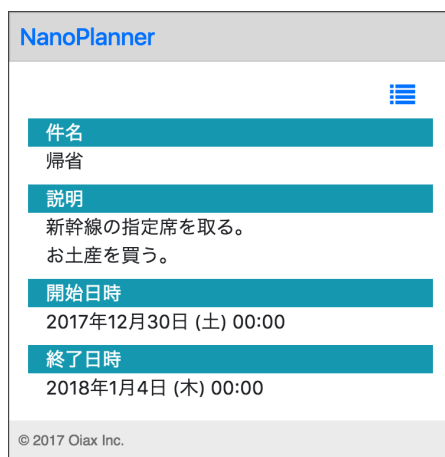 NanoPlanner
件名
帰省
説明
新幹線の指定席を取る。
お土産を買う。
開始日時
2017年12月30日 (土) 00:00
終了日時
2018年1月4日 (木) 00:00
© 2017 Oiax Inc.